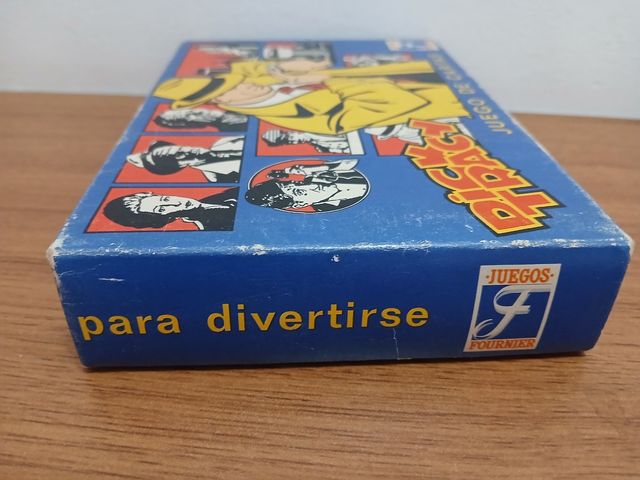 DICK
TRACY
JUEGO DE
para divertirse
JUEGOS
F
FOURNIER